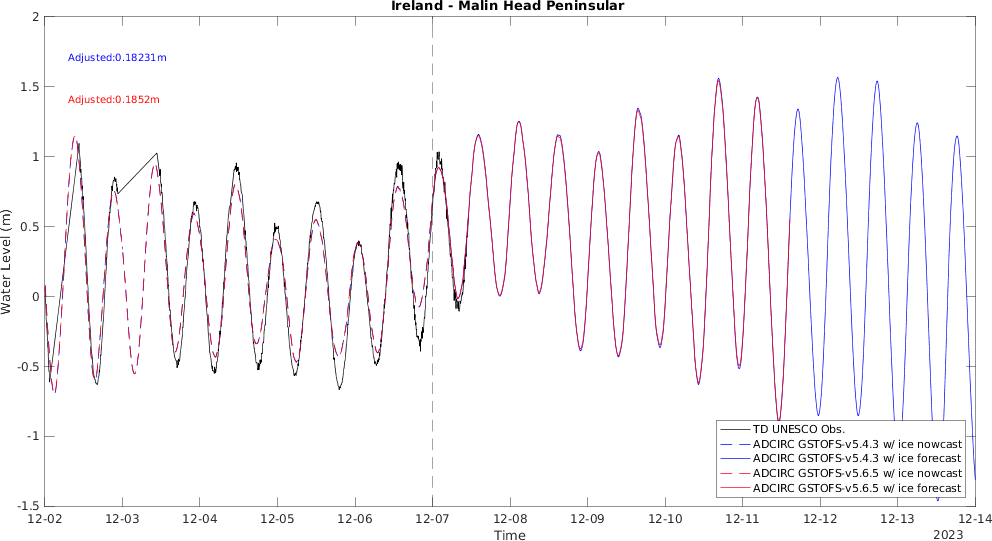 Ireland - Malin Head Peninsular
2
1.5
1
0.5
0
-0.5
-1
-1.5
Water Level (m)
Adjusted:0.18231m
Adjusted:0.1852m
TD UNESCO Obs.
ADCIRC GSTOFS-v5.4.3 w/ ice nowcast
ADCIRC GSTOFS-v5.4.3 w/ ice forecast
ADCIRC GSTOFS-v5.6.5 w/ ice nowcast
ADCIRC GSTOFS-v5.6.5 w/ ice forecast
12-02 12-03 12-04 12-05 12-06 12-07 12-08 12-09 12-10 12-11 12-12 12-13 12-14
Time
2023